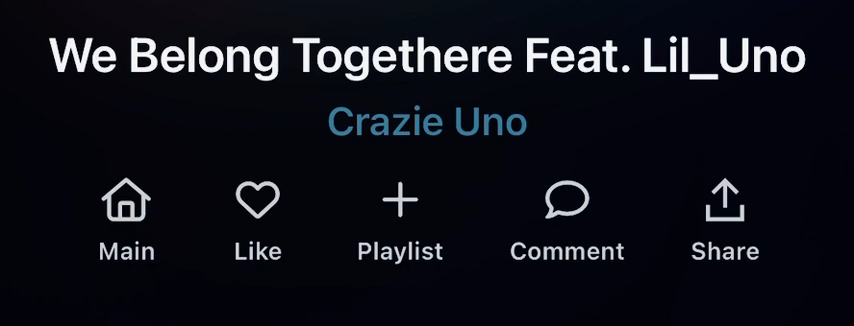 We Belong Togethere Feat. Lil_Uno
Crazie Uno
Main Like Playlist Comment Share